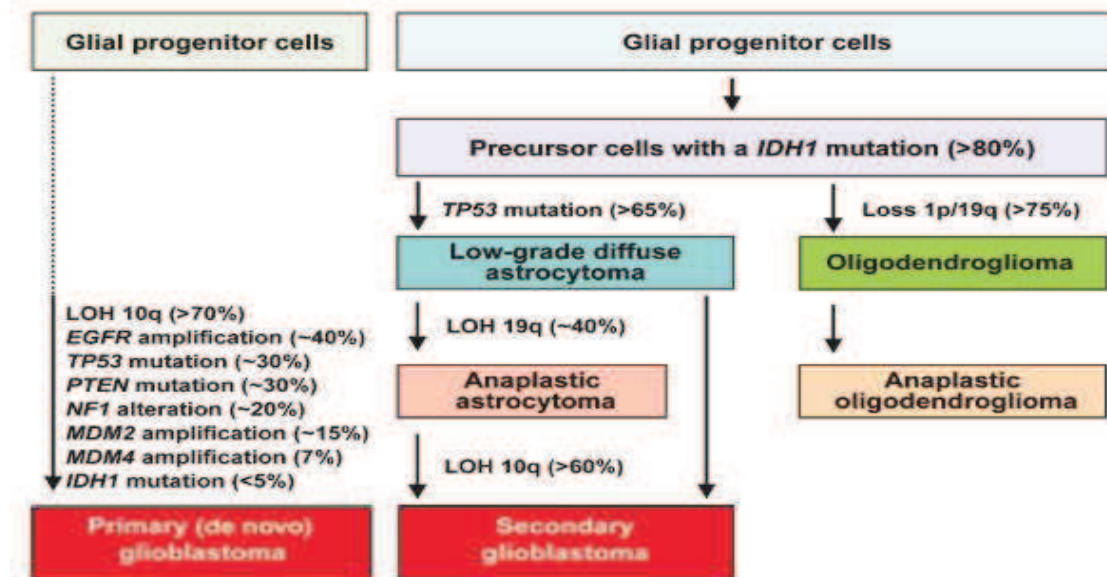 Glial progenitor cells
Glial progenitor cells
Precursor cells with a IDH1 mutation (>80%)
TP53 mutation (>65%)
Loss 1p/19q (>75%)
Low-grade diffuse
astrocytoma
Oligodendroglioma
LOH 10q (>70%)
EGFR amplification (~40%)
TP53 mutation (~30%)
PTEN mutation (~30%)
NF1 alteration (~20%)
MDM2 amplification (~15%)
MDM4 amplification (7%)
IDH1 mutation (<5%)
LOH 19q (~40%)
Anaplastic
astrocytoma
Anaplastic
oligodendroglioma
LOH 10q (>60%)
Primary (de novo)
glioblastoma
Secondary
glioblastoma